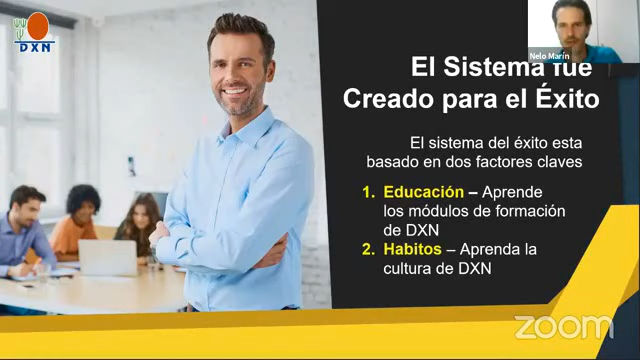 DXN
Nelo Marín
El Sistema fue
Creado para el Éxito
El sistema del éxito esta
basado en dos factores claves
1. Educación – Aprende
los módulos de formación
de DXN
2. Habitos – Aprenda la
cultura de DXN
zoom